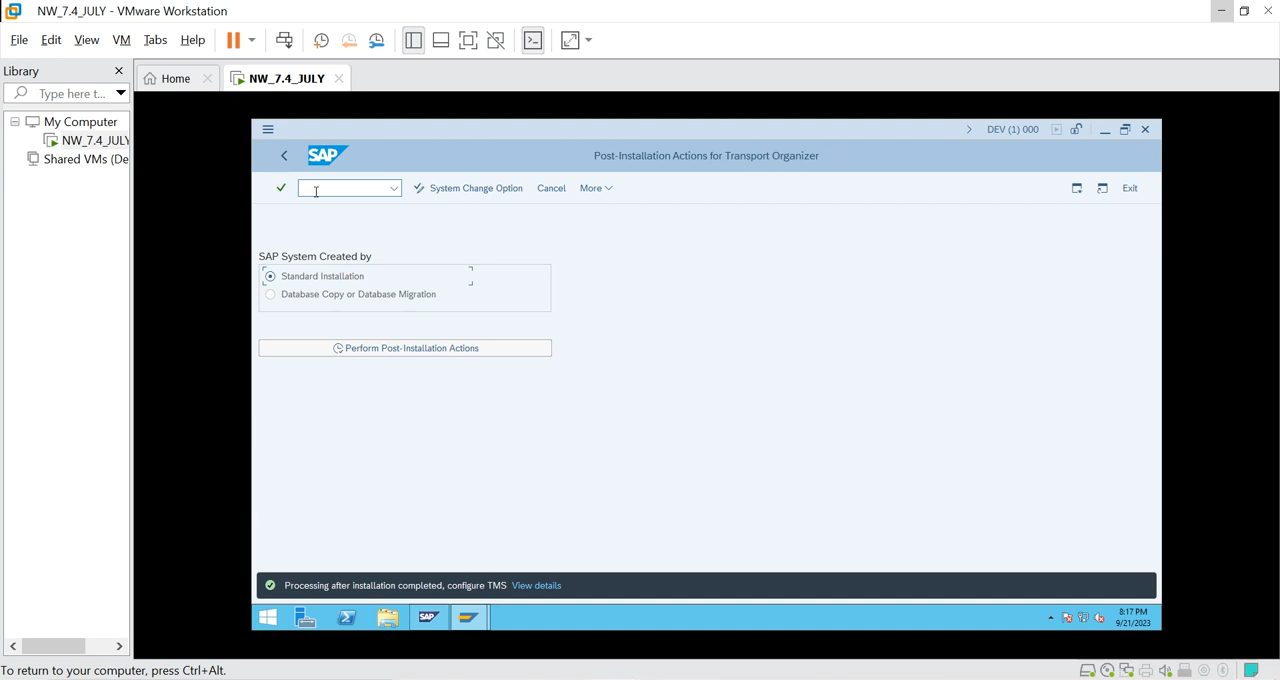 NW_7.4_JULY - VMware Workstation
File Edit View VM Tabs Help
Library
Home
NW_7.4_JULY
Type here t...
My Computer
NW_7.4_JULY
Shared VMs (De
DEV (1) 000
SAP
Post-Installation Actions for Transport Organizer
System Change Option Cancel More Exit
SAP System Created by
Standard Installation
Database Copy or Database Migration
Perform Post-Installation Actions
Processing after installation completed, configure TMS View details
SAP
8:17 PM
9/21/2023
To return to your computer, press Ctrl+Alt.